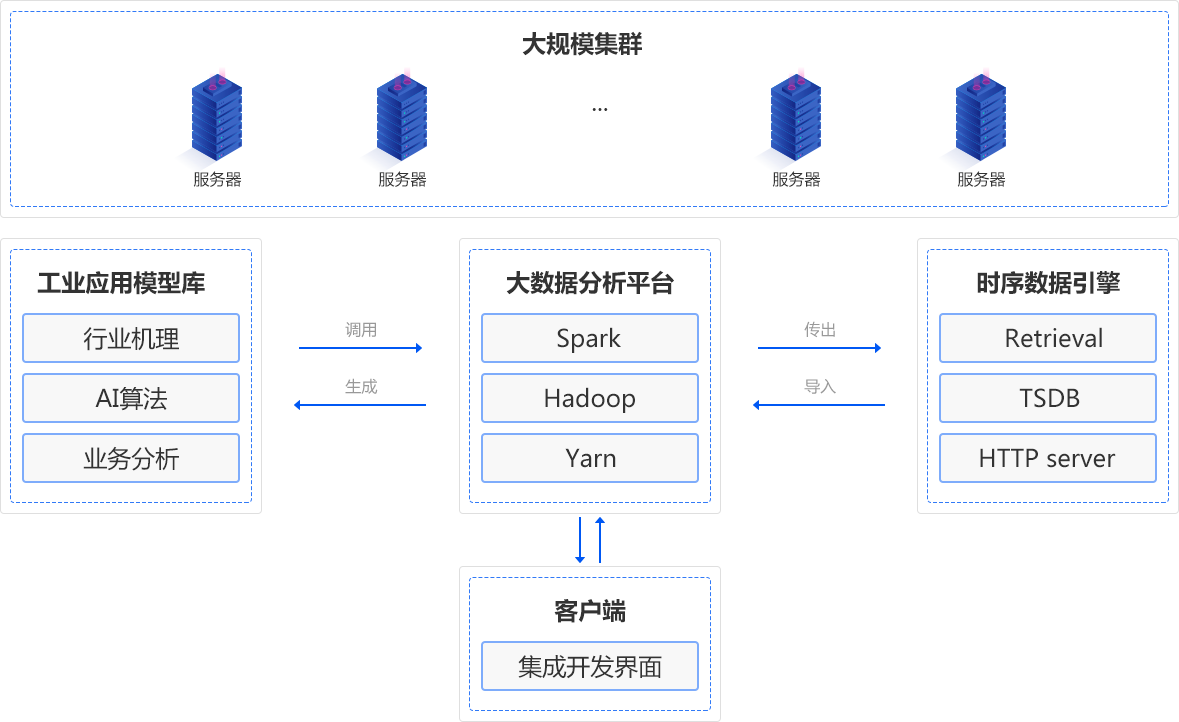 大规模集群
...
服务器
服务器
服务器
服务器
工业应用模型库
行业机理
AI算法
业务分析
调用
生成
大数据分析平台
Spark
Hadoop
Yarn
传出
导入
时序数据引擎
Retrieval
TSDB
HTTP server
客户端
集成开发界面